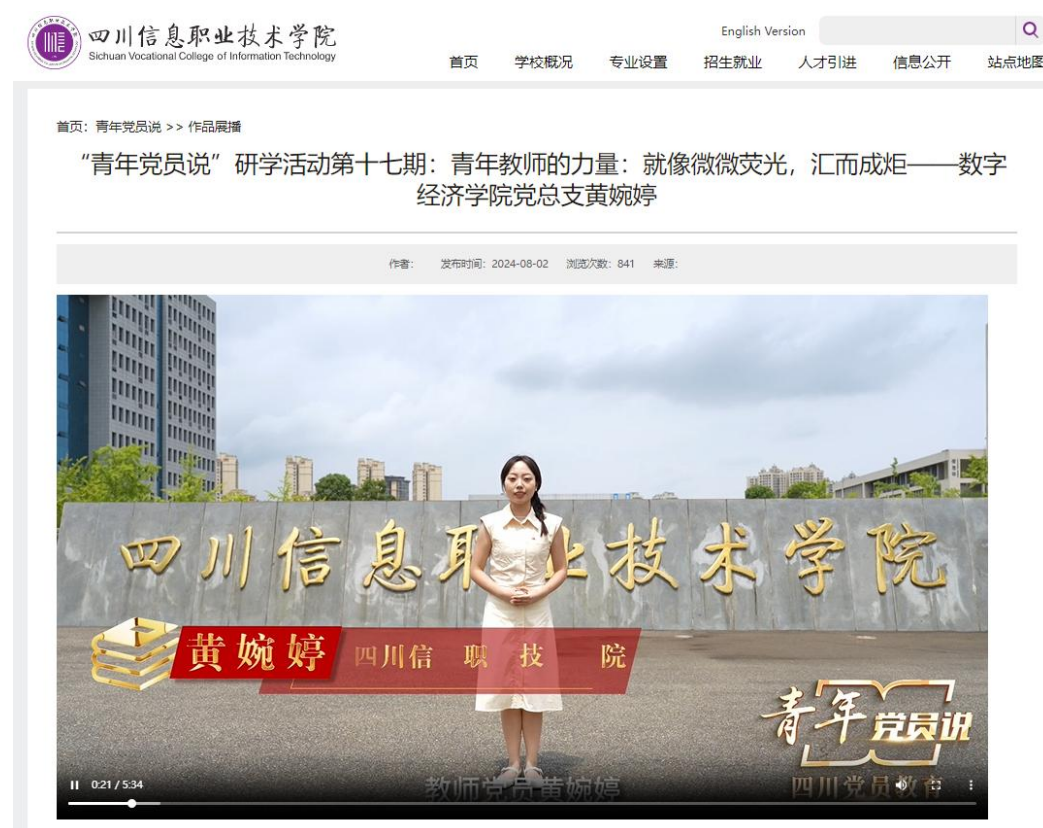 四川信息职业技术学院
Sichuan Vocational College of Information Technology
English Version
首页 学校概况 专业设置 招生就业 人才引进 信息公开 站点地图
首页：青年党员说 >> 作品展播
“青年党员说”研学活动第十七期：青年教师的力量：就像微微荧光，汇而成炬——数字
经济学院党总支黄婉婷
作者： 发布时间：2024-08-02 浏览次数：841 来源：
四川信息职业技术学院
黄婉婷 四川信 职 技 院
青年党员说
0:21 / 5:34
教师党员黄婉婷
四川党员教育